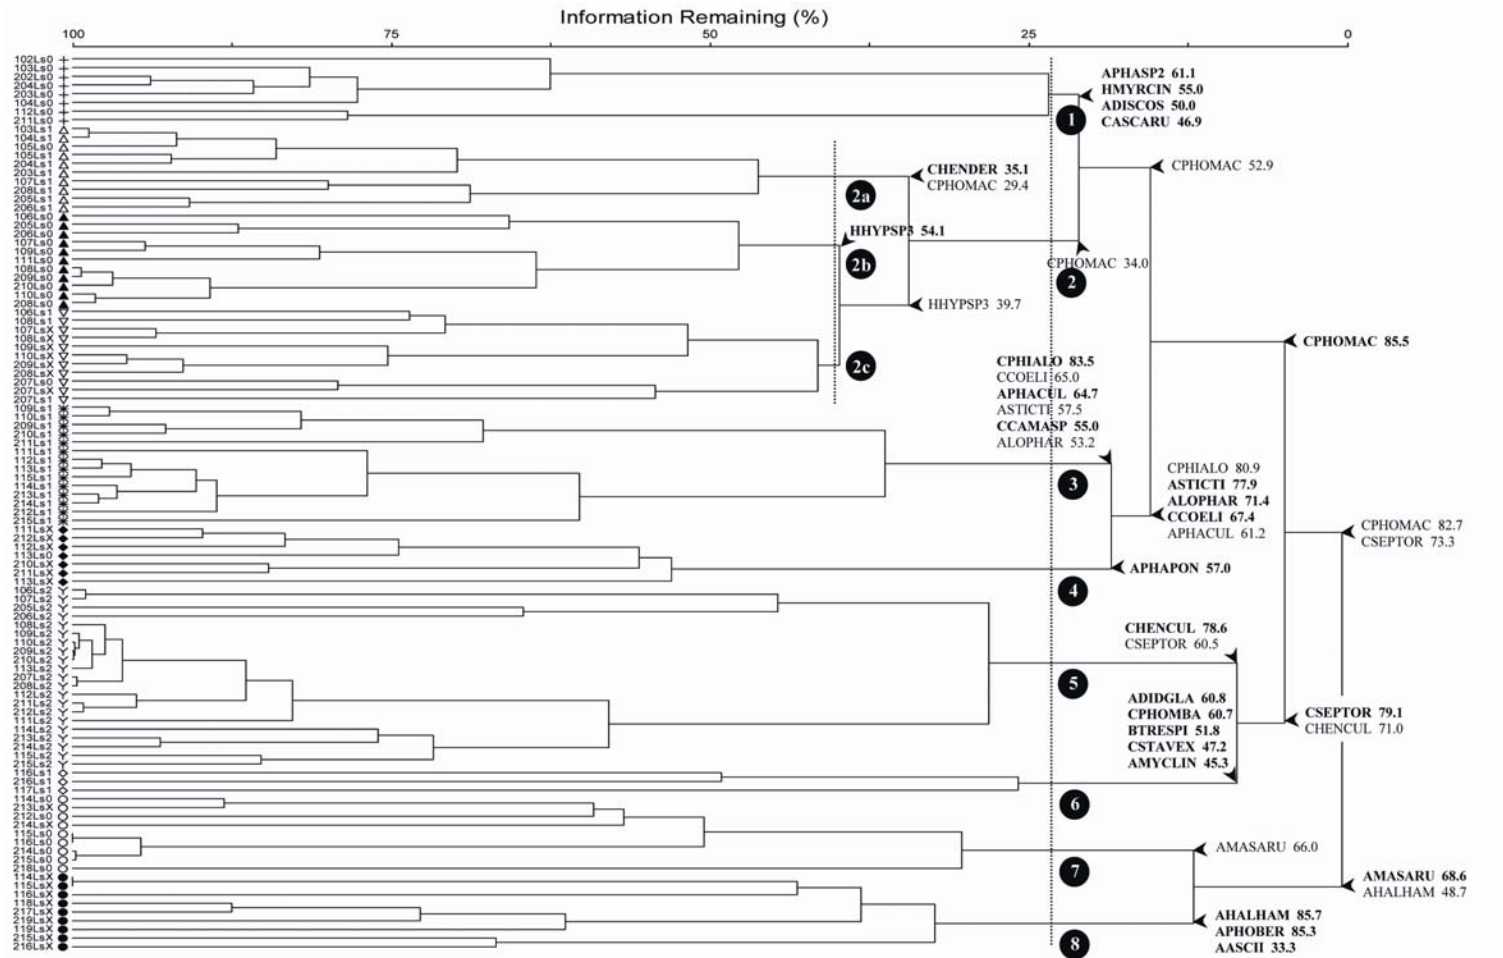 Information Remaining (%)
100 75 50 25 0
102Ls0
103Ls0
202Ls0
204Ls0
203Ls0
104Ls0
112Ls0
211Ls0
103Ls1
104Ls1
105Ls0
105Ls1
204Ls1
203Ls1
107Ls1
208Ls1
205Ls1
206Ls1
106Ls0
205Ls0
206Ls0
107Ls0
109Ls0
111Ls0
108Ls0
209Ls0
210Ls0
110Ls0
208Ls0
106Ls1
108Ls1
107LsX
108LsX
109LsX
110LsX
209LsX
208LsX
207Ls0
207LsX
207Ls1
109Ls1
110Ls1
209Ls1
210Ls1
211Ls1
111Ls1
112Ls1
113Ls1
115Ls1
114Ls1
213Ls1
214Ls1
212Ls1
215Ls1
111LsX
212LsX
112LsX
113Ls0
210LsX
211LsX
113LsX
106Ls2
107Ls2
205Ls2
206Ls2
108Ls2
109Ls2
110Ls2
209Ls2
210Ls2
113Ls2
207Ls2
208Ls2
112Ls2
211Ls2
212Ls2
111Ls2
114Ls2
213Ls2
214Ls2
115Ls2
215Ls2
116Ls1
216Ls1
117Ls1
114Ls0
213LsX
212Ls0
214LsX
115Ls0
116Ls0
214Ls0
215Ls0
218Ls0
114LsX
115LsX
116LsX
118LsX
217LsX
219LsX
119LsX
215LsX
216LsX
APHASP2 61.1
HMYRCIN 55.0
ADISCOS 50.0
CASCARU 46.9
1
CPHOMAC 52.9
CHENDER 35.1
CPHOMAC 29.4
2a
HHYPSP3 54.1
2b
CPHOMAC 34.0
2
HHYPSP3 39.7
2c
CPHOMAC 85.5
CPHIALO 83.5
CCOELI 65.0
APHACUL 64.7
ASTICTI 57.5
CCAMASP 55.0
ALOPHAR 53.2
3
CPHIALO 80.9
ASTICTI 77.9
ALOPHAR 71.4
CCOELI 67.4
APHACUL 61.2
CPHOMAC 82.7
CSEPTOR 73.3
APHAPON 57.0
4
CHENCUL 78.6
CSEPTOR 60.5
5
ADIDGLA 60.8
CPHOMBA 60.7
BTRESPI 51.8
CSTAVEX 47.2
AMYCLIN 45.3
CSEPTOR 79.1
CHENCUL 71.0
6
AMASARU 66.0
7
AMASARU 68.6
AHALHAM 48.7
AHALHAM 85.7
APHOBER 85.3
AASCII 33.3
8